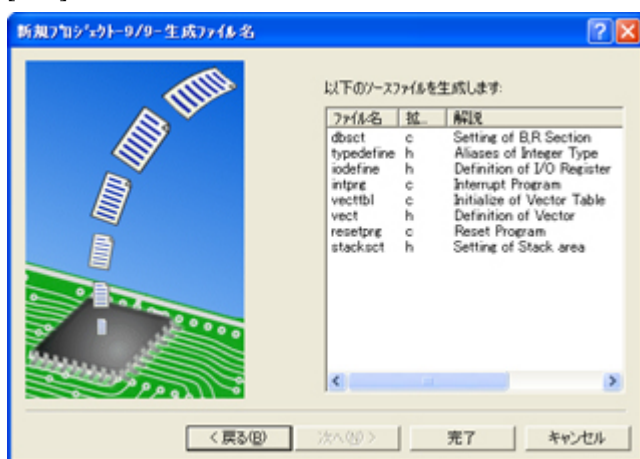 新規プロジェクト-9/9-生成ファイル名
以下のソースファイルを生成します:
ファイル名 拡... 解説
dbsct c Setting of B,R Section
typedefine h Aliases of Integer Type
iodefine h Definition of I/O Register
intprg c Interrupt Program
vecttbl c Initialize of Vector Table
vect h Definition of Vector
resetprg c Reset Program
stacksct h Setting of Stack area
< 戻る(B) 次へ(N) > 完了 キャンセル